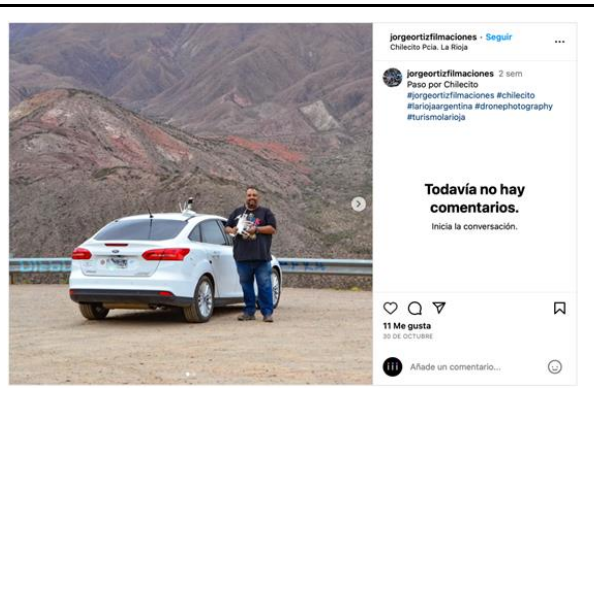 jorgeortizfilmaciones • Seguir
Chilecito Pcia. La Rioja
jorgeortizfilmaciones 2 sem
Paso por Chilecito
#jorgeortizfilmaciones #chilecito
#lariojaargentina #dronephotography
#turismolarioja
Todavía no hay
comentarios.
Inicia la conversación.
11 Me gusta
30 DE OCTUBRE
Añade un comentario...